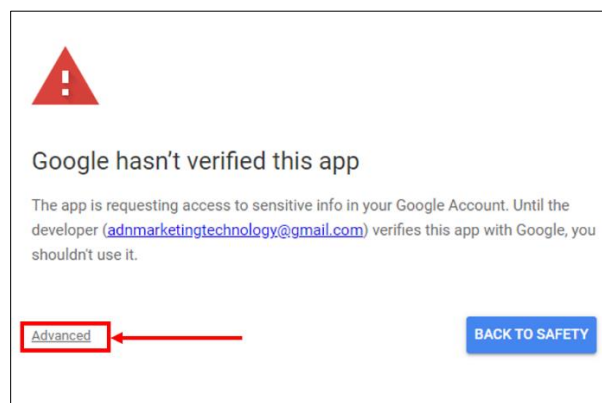 Google hasn't verified this app
The app is requesting access to sensitive info in your Google Account. Until the
developer (adnmarketingtechnology@gmail.com) verifies this app with Google, you
shouldn't use it.
Advanced
BACK TO SAFETY